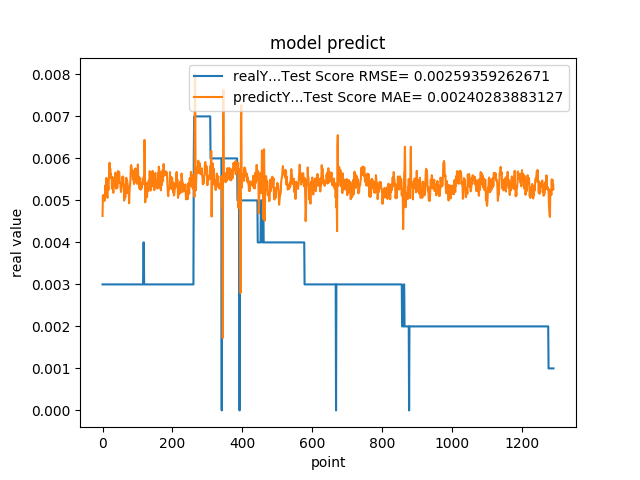 model predict
realY...Test Score RMSE= 0.00259359262671
predictY...Test Score MAE= 0.00240283883127
0.008
0.007
0.006
0.005
0.004
0.003
0.002
0.001
0.000
real value
0 200 400 600 800 1000 1200
point